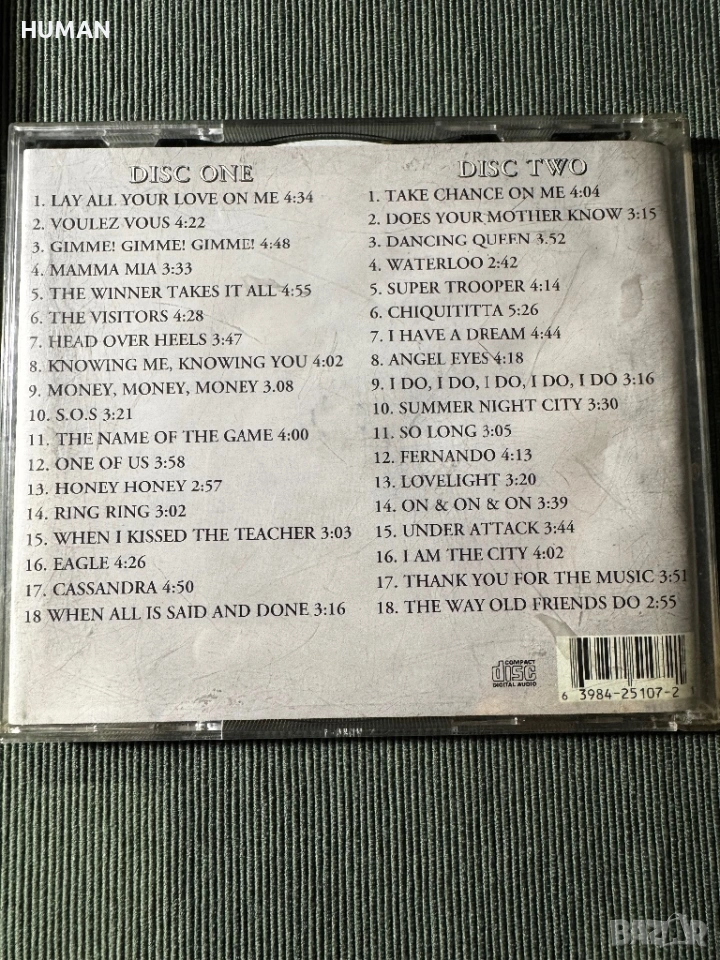 HUMAN
DISC ONE
1. LAY ALL YOUR LOVE ON ME 4:34
2. VOULEZ VOUS 4:22
3. GIMME! GIMME! GIMME! 4:48
4. MAMMA MIA 3:33
5. THE WINNER TAKES IT ALL 4:55
6. THE VISITORS 4:28
7. HEAD OVER HEELS 3:47
8. KNOWING ME, KNOWING YOU 4:02
9. MONEY, MONEY, MONEY 3.08
10. S.O.S 3:21
11. THE NAME OF THE GAME 4:00
12. ONE OF US 3:58
13. HONEY HONEY 2:57
14. RING RING 3:02
15. WHEN I KISSED THE TEACHER 3:03
16. EAGLE 4:26
17. CASSANDRA 4:50
18 WHEN ALL IS SAID AND DONE 3:16
DISC TWO
1. TAKE CHANCE ON ME 4:04
2. DOES YOUR MOTHER KNOW 3:15
3. DANCING QUEEN 3.52
4. WATERLOO 2:42
5. SUPER TROOPER 4:14
6. CHIQUITITTA 5:26
7. I HAVE A DREAM 4:44
8. ANGEL EYES 4:18
9. I DO, I DO, I DO, I DO, I DO 3:16
10. SUMMER NIGHT CITY 3:30
11. SO LONG 3:05
12. FERNANDO 4:13
13. LOVELIGHT 3:20
14. ON & ON & ON 3:39
15. UNDER ATTACK 3:44
16. I AM THE CITY 4:02
17. THANK YOU FOR THE MUSIC 3:51
18. THE WAY OLD FRIENDS DO 2:55
COMPACT
disc
DIGITAL AUDIO
6 3984-25107-2
BAZAR